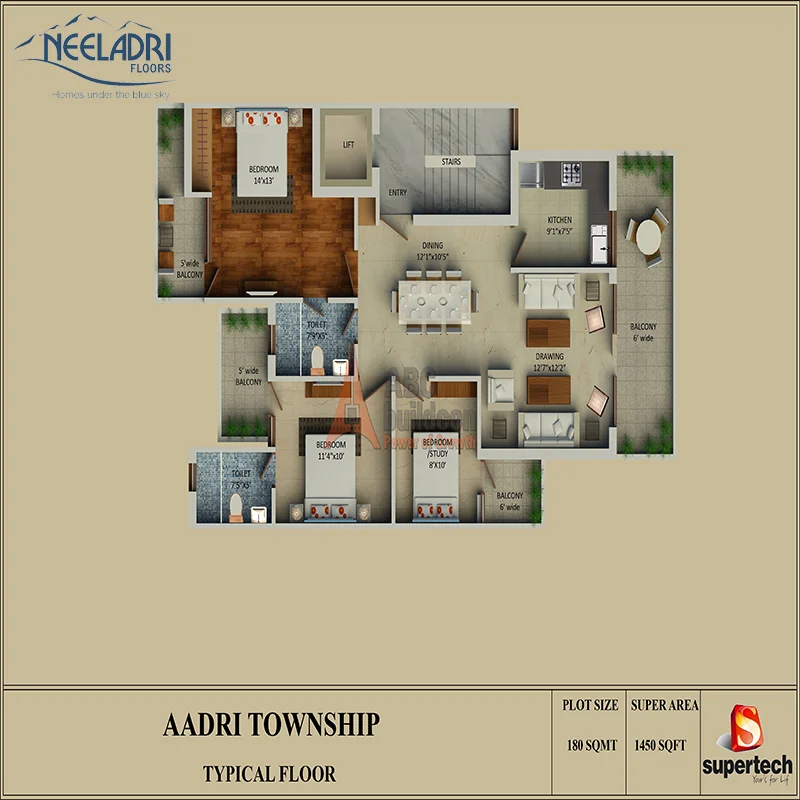 NEELADRI
FLOORS
Homes under the blue sky
BEDROOM
14'x13'
LIFT
STAIRS
ENTRY
KITCHEN
9'1"x7'5"
5'wide
BALCONY
DINING
12'1"x10'5"
TOILET
7'9"X5'
BALCONY
6' wide
5' wide
BALCONY
DRAWING
12'7"x12'2"
ABC
Buildcon
Power of Growth
BEDROOM
11'4"x10'
BEDROOM
/STUDY
8'X10'
TOILET
7'5"X5'
BALCONY
6' wide
AADRI TOWNSHIP
TYPICAL FLOOR
PLOT SIZE
180 SQMT
SUPER AREA
1450 SQFT
S
supertech
Your's for Life